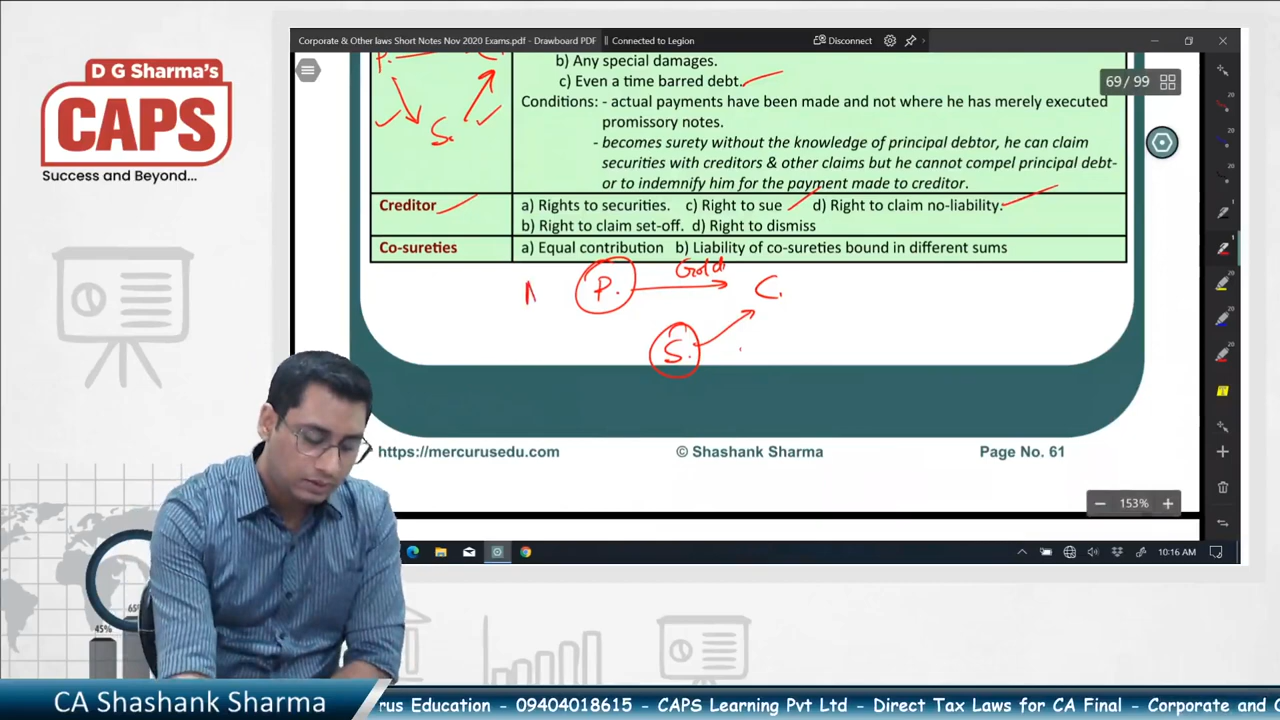 D G Sharma's
CAPS
Success and Beyond...
Corporate & Other laws Short Notes Nov 2020 Exams.pdf - Drawboard PDF
Connected to Legion
Disconnect
69 / 99
P.
S.
b) Any special damages.
c) Even a time barred debt.
Conditions: - actual payments have been made and not where he has merely executed
promissory notes.
- becomes surety without the knowledge of principal debtor, he can claim
securities with creditors & other claims but he cannot compel principal debt-
or to indemnify him for the payment made to creditor.
Creditor
a) Rights to securities. c) Right to sue d) Right to claim no-liability.
b) Right to claim set-off. d) Right to dismiss
Co-sureties
a) Equal contribution b) Liability of co-sureties bound in different sums
P. Gold C.
S.
https://mercurusedu.com © Shashank Sharma Page No. 61
153%
10:16 AM
45%
65%
CA Shashank Sharma
rus Education - 09404018615 - CAPS Learning Pvt Ltd - Direct Tax Laws for CA Final - Corporate and O